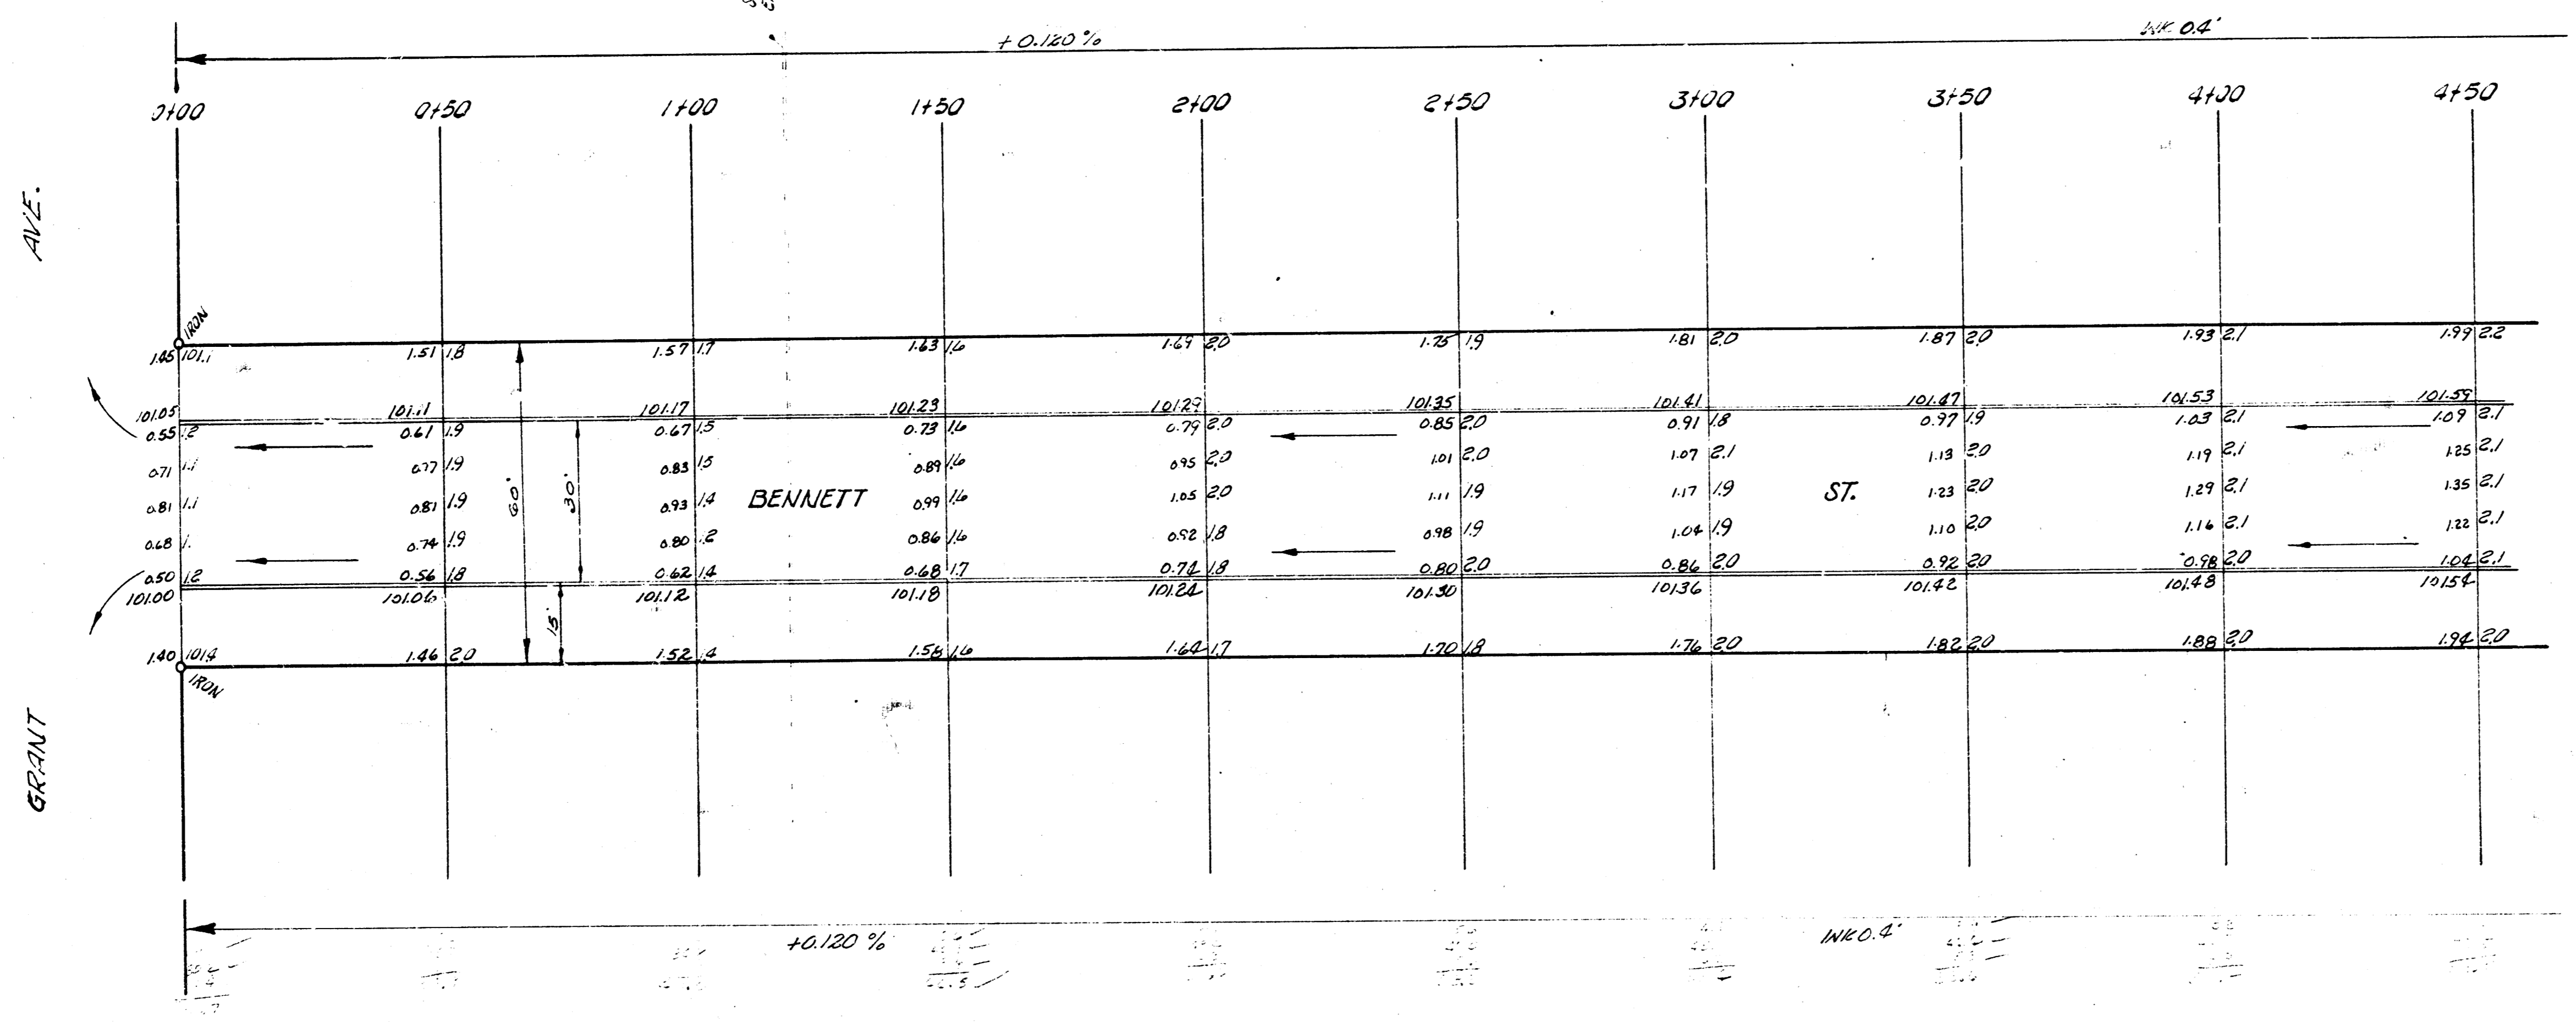 +0.120% INK 0.4'
0+00 0+50 1+00 1+50 2+00 2+50 3+00 3+50 4+00 4+50
AVE.
IRON
1.45 101.1 1.51 1.8 1.57 1.7 1.63 1.6 1.69 2.0 1.75 1.9 1.81 2.0 1.87 2.0 1.93 2.1 1.99 2.2
101.05 101.11 101.17 101.23 101.29 101.35 101.41 101.47 101.53 101.59
0.55 1.2 0.61 1.9 0.67 1.5 0.73 1.6 0.79 2.0 0.85 2.0 0.91 1.8 0.97 1.9 1.03 2.1 1.09 2.1
0.71 1.1 0.77 1.9 0.83 1.5 0.89 1.6 0.95 2.0 1.01 2.0 1.07 2.1 1.13 2.0 1.19 2.1 1.25 2.1
60' 30' BENNETT ST.
0.81 1.1 0.81 1.9 0.93 1.4 0.99 1.6 1.05 2.0 1.11 1.9 1.17 1.9 1.23 2.0 1.29 2.1 1.35 2.1
0.68 1. 0.74 1.9 0.80 .2 0.86 1.6 0.92 1.8 0.98 1.9 1.04 1.9 1.10 2.0 1.16 2.1 1.22 2.1
0.50 1.2 0.56 1.8 0.62 1.4 0.68 1.7 0.74 1.8 0.80 2.0 0.86 2.0 0.92 2.0 0.98 2.0 1.04 2.1
101.00 101.06 101.12 101.18 101.24 101.30 101.36 101.42 101.48 101.54
15'
1.40 101.4 1.46 2.0 1.52 1.4 1.58 1.6 1.64 1.7 1.70 1.8 1.76 2.0 1.82 2.0 1.88 2.0 1.94 2.0
IRON
GRANT
+0.120% INK 0.4'